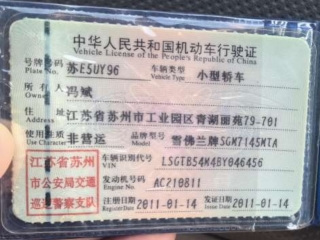 中华人民共和国机动车行驶证
Vehicle License of the People's Republic of China
号牌号码 苏E5UY96 车辆类型 小型轿车
Plate No. Vehicle Type
所有人 冯斌
Owner
住址 江苏省苏州市工业园区青湖丽苑79-701
Address
使用性质 非营运 品牌型号 雪佛兰牌SGM7145MTA
Use Character Model
江苏省苏州
市公安局交通
巡逻警察支队
车辆识别代号 LSGTB54M4BY046456
VIN
发动机号码 AC210811
Engine No.
注册日期 2011-01-14 发证日期 2011-01-14
Register Date Issue Date